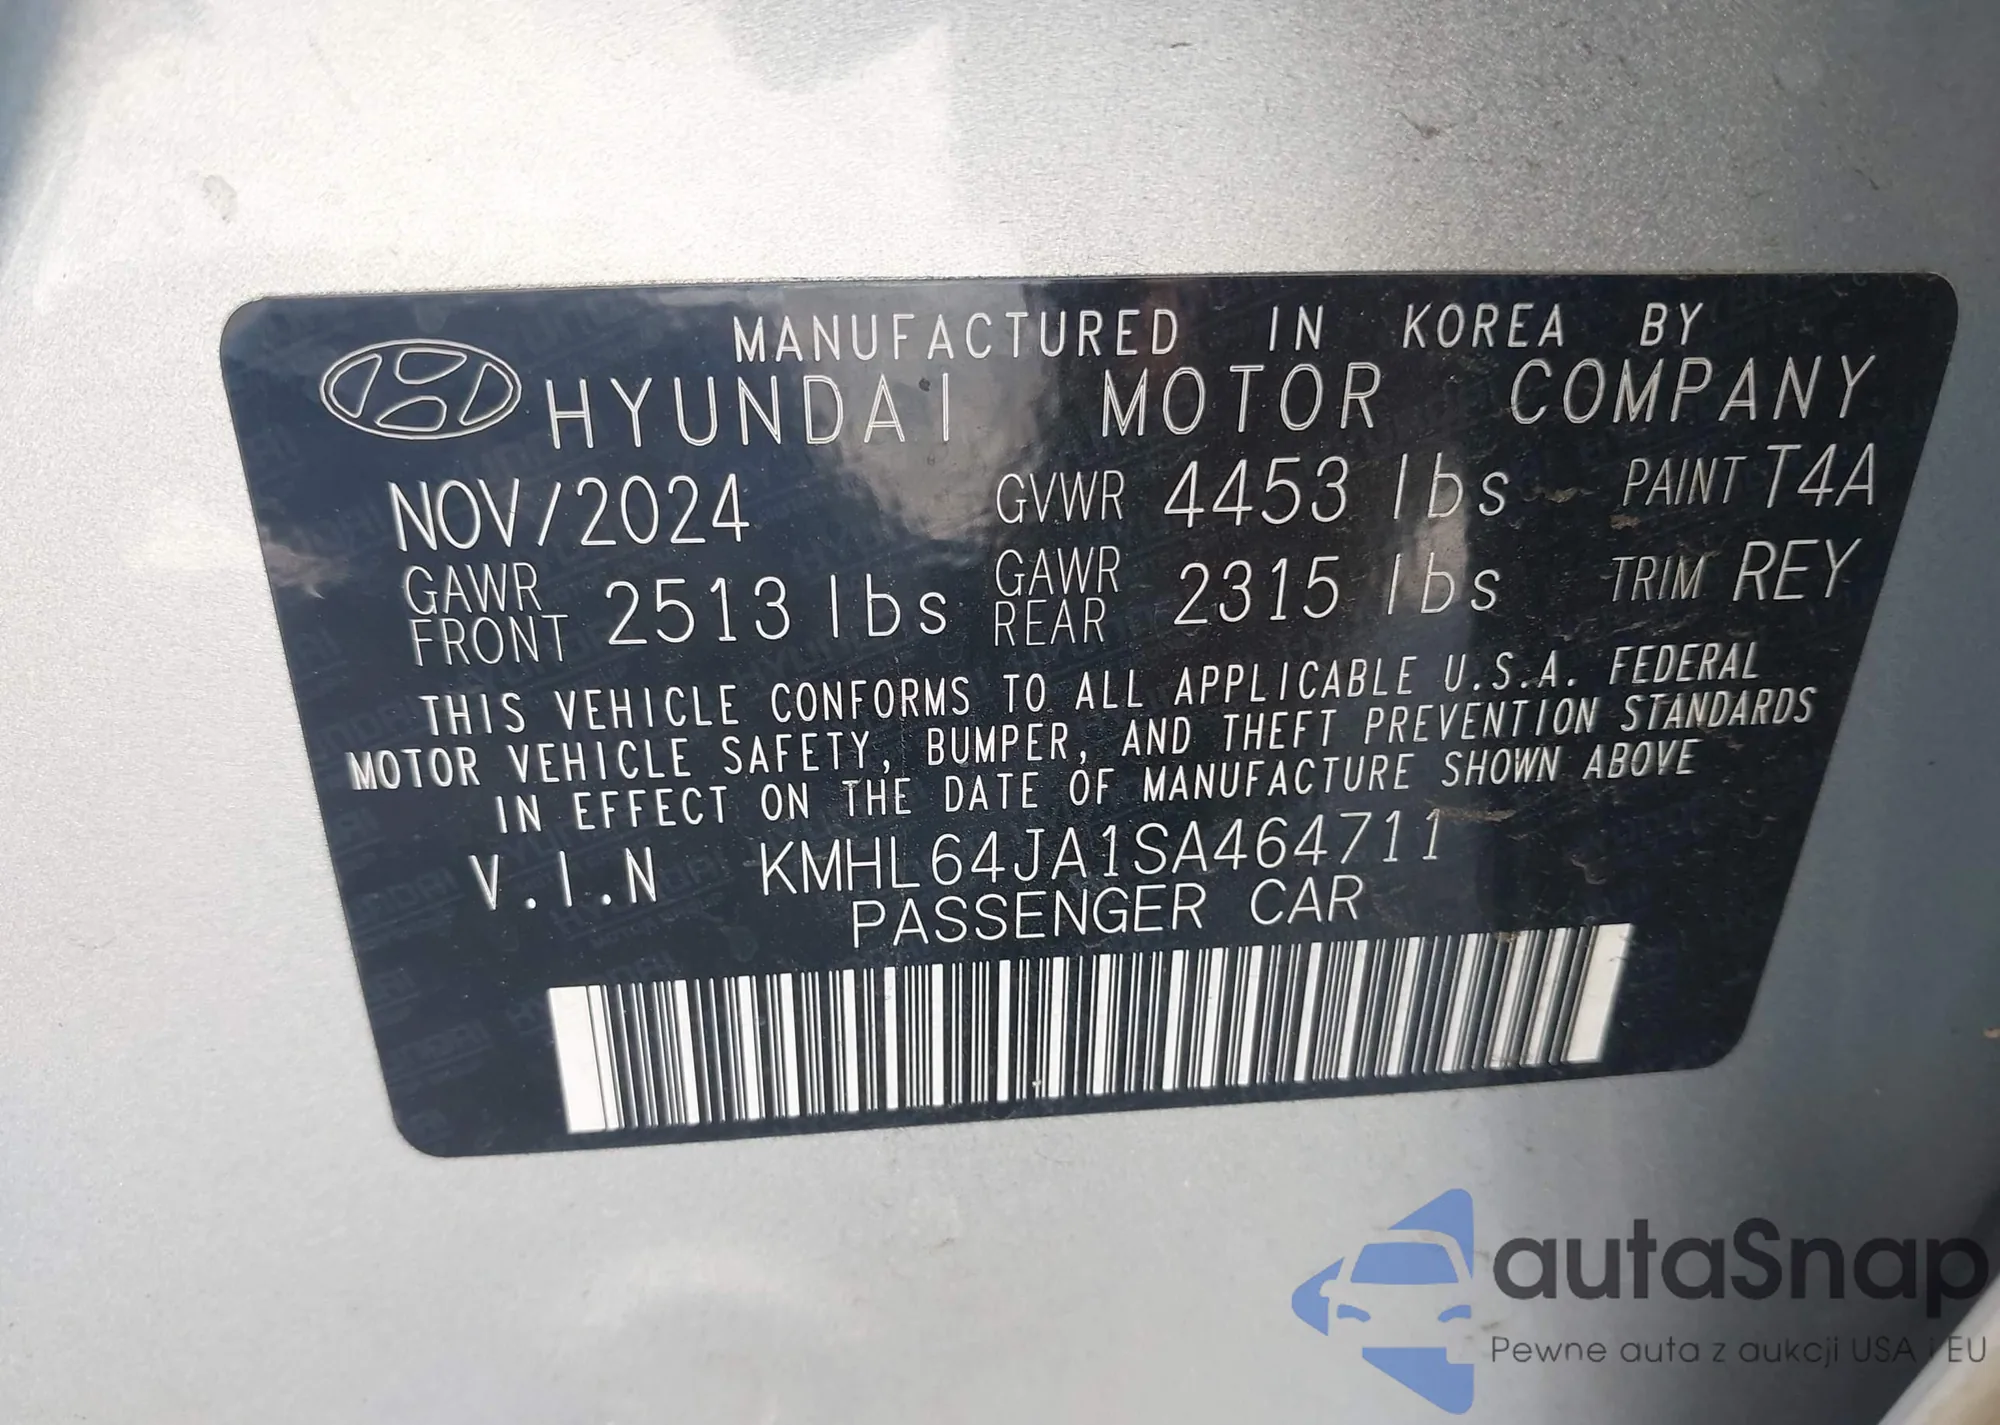 MANUFACTURED IN KOREA BY
HYUNDAI MOTOR COMPANY
NOV/2024 GVWR 4453 lbs PAINT T4A
GAWR FRONT 2513 lbs GAWR REAR 2315 lbs TRIM REY
THIS VEHICLE CONFORMS TO ALL APPLICABLE U.S.A. FEDERAL
MOTOR VEHICLE SAFETY, BUMPER, AND THEFT PREVENTION STANDARDS
IN EFFECT ON THE DATE OF MANUFACTURE SHOWN ABOVE
V.I.N KMHL64JA1SA464711
PASSENGER CAR
autaSnap
Pewne auta z aukcji USA i EU